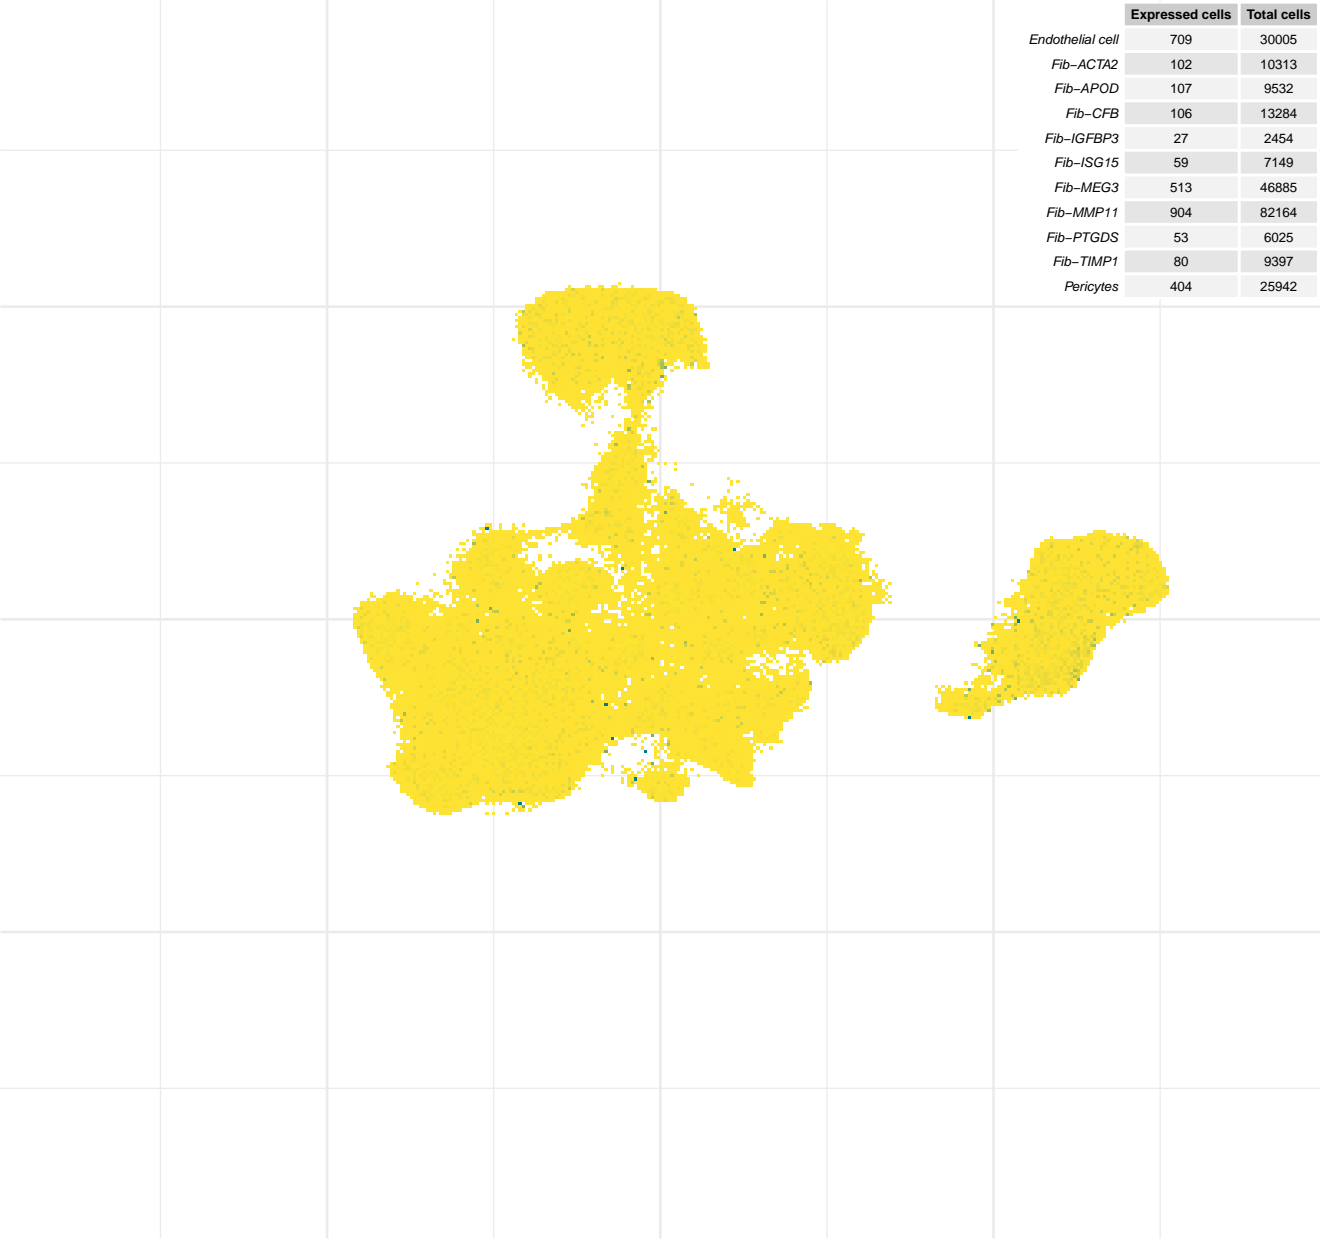 Expressed cells Total cells
Endothelial cell 709 30005
Fib−ACTA2 102 10313
Fib−APOD 107 9532
Fib−CFB 106 13284
Fib−IGFBP3 27 2454
Fib−ISG15 59 7149
Fib−MEG3 513 46885
Fib−MMP11 904 82164
Fib−PTGDS 53 6025
Fib−TIMP1 80 9397
Pericytes 404 25942